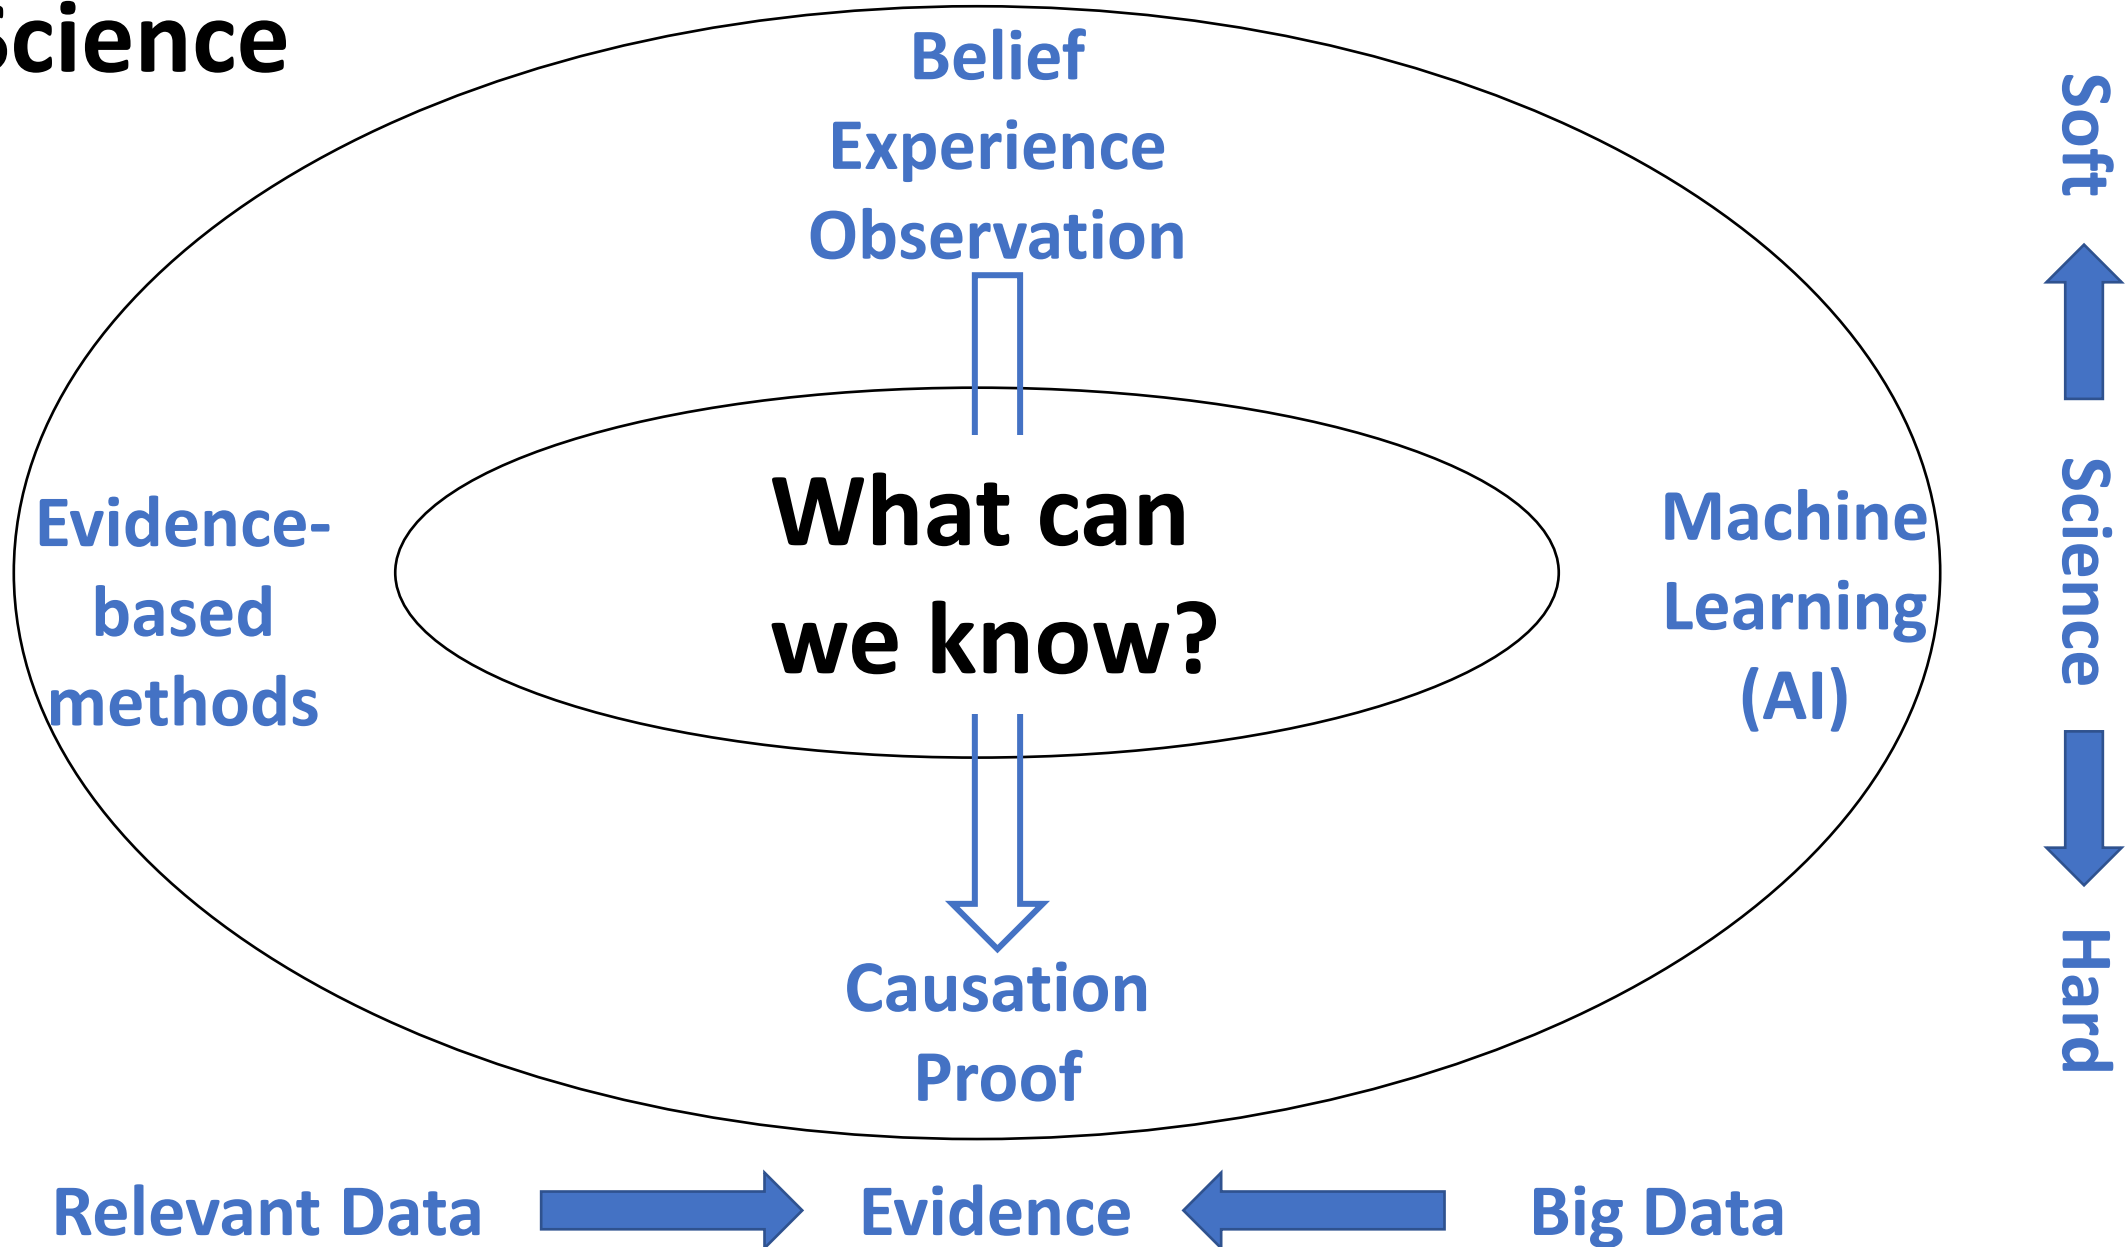 Science
Belief
Experience
Observation
Evidence-
based
methods
What can
we know?
Machine
Learning
(AI)
Causation
Proof
Soft
Science
Hard
Relevant Data
Evidence
Big Data